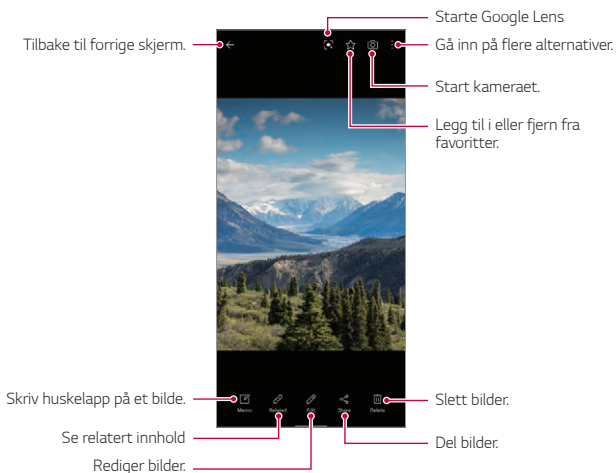 Starte Google Lens
Tilbake til forrige skjerm.
Gå inn på flere alternativer.
Start kameraet.
Legg til i eller fjern fra
favoritter.
Memo
Related
Edit
Share
Delete
Skriv huskelapp på et bilde.
Slett bilder.
Se relatert innhold
Del bilder.
Rediger bilder.